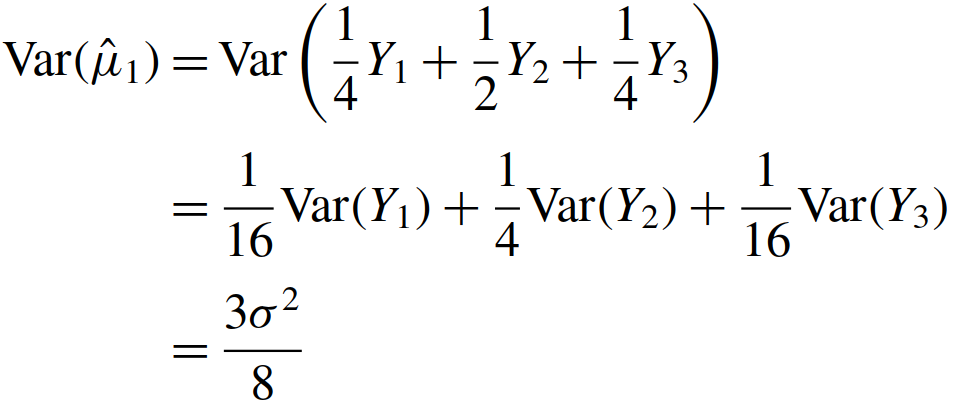 Var(μ̂₁) = Var(1/4 Y₁ + 1/2 Y₂ + 1/4 Y₃)
= 1/16 Var(Y₁) + 1/4 Var(Y₂) + 1/16 Var(Y₃)
= 3σ²/8